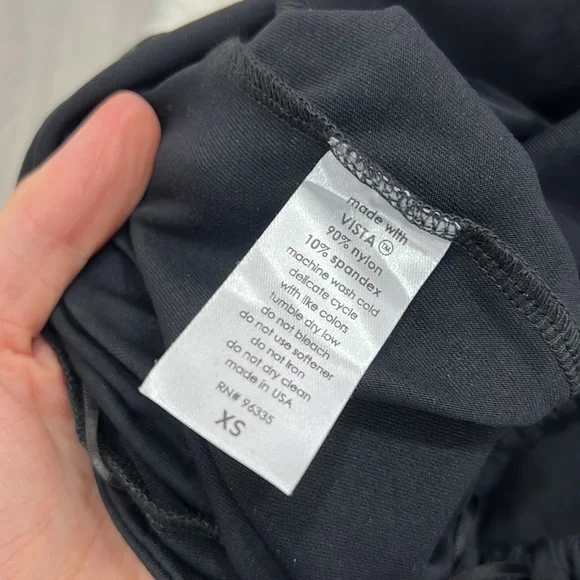 made with
VISTA ™
90% nylon
10% spandex
machine wash cold
delicate cycle
with like colors
tumble dry low
do not bleach
do not use softener
do not iron
do not dry clean
made in USA
RN# 96335
XS